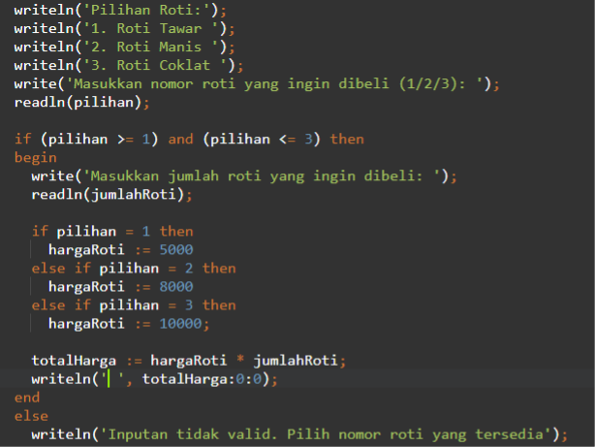 writeln('Pilihan Roti:');
writeln('1. Roti Tawar ');
writeln('2. Roti Manis ');
writeln('3. Roti Coklat ');
write('Masukkan nomor roti yang ingin dibeli (1/2/3): ');
readln(pilihan);
if (pilihan >= 1) and (pilihan <= 3) then
begin
write('Masukkan jumlah roti yang ingin dibeli: ');
readln(jumlahRoti);
if pilihan = 1 then
hargaRoti := 5000
else if pilihan = 2 then
hargaRoti := 8000
else if pilihan = 3 then
hargaRoti := 10000;
totalHarga := hargaRoti * jumlahRoti;
writeln(' ', totalHarga:0:0);
end
else
writeln('Inputan tidak valid. Pilih nomor roti yang tersedia');